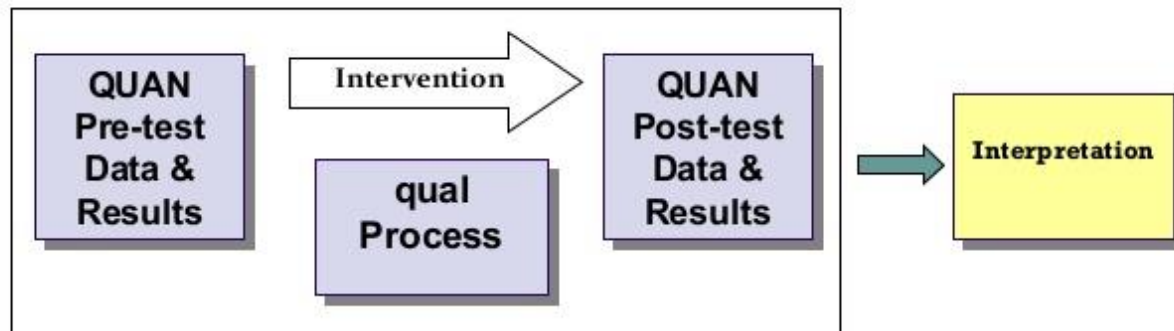 QUAN
Pre-test
Data &
Results
Intervention
qual
Process
QUAN
Post-test
Data &
Results
Interpretation